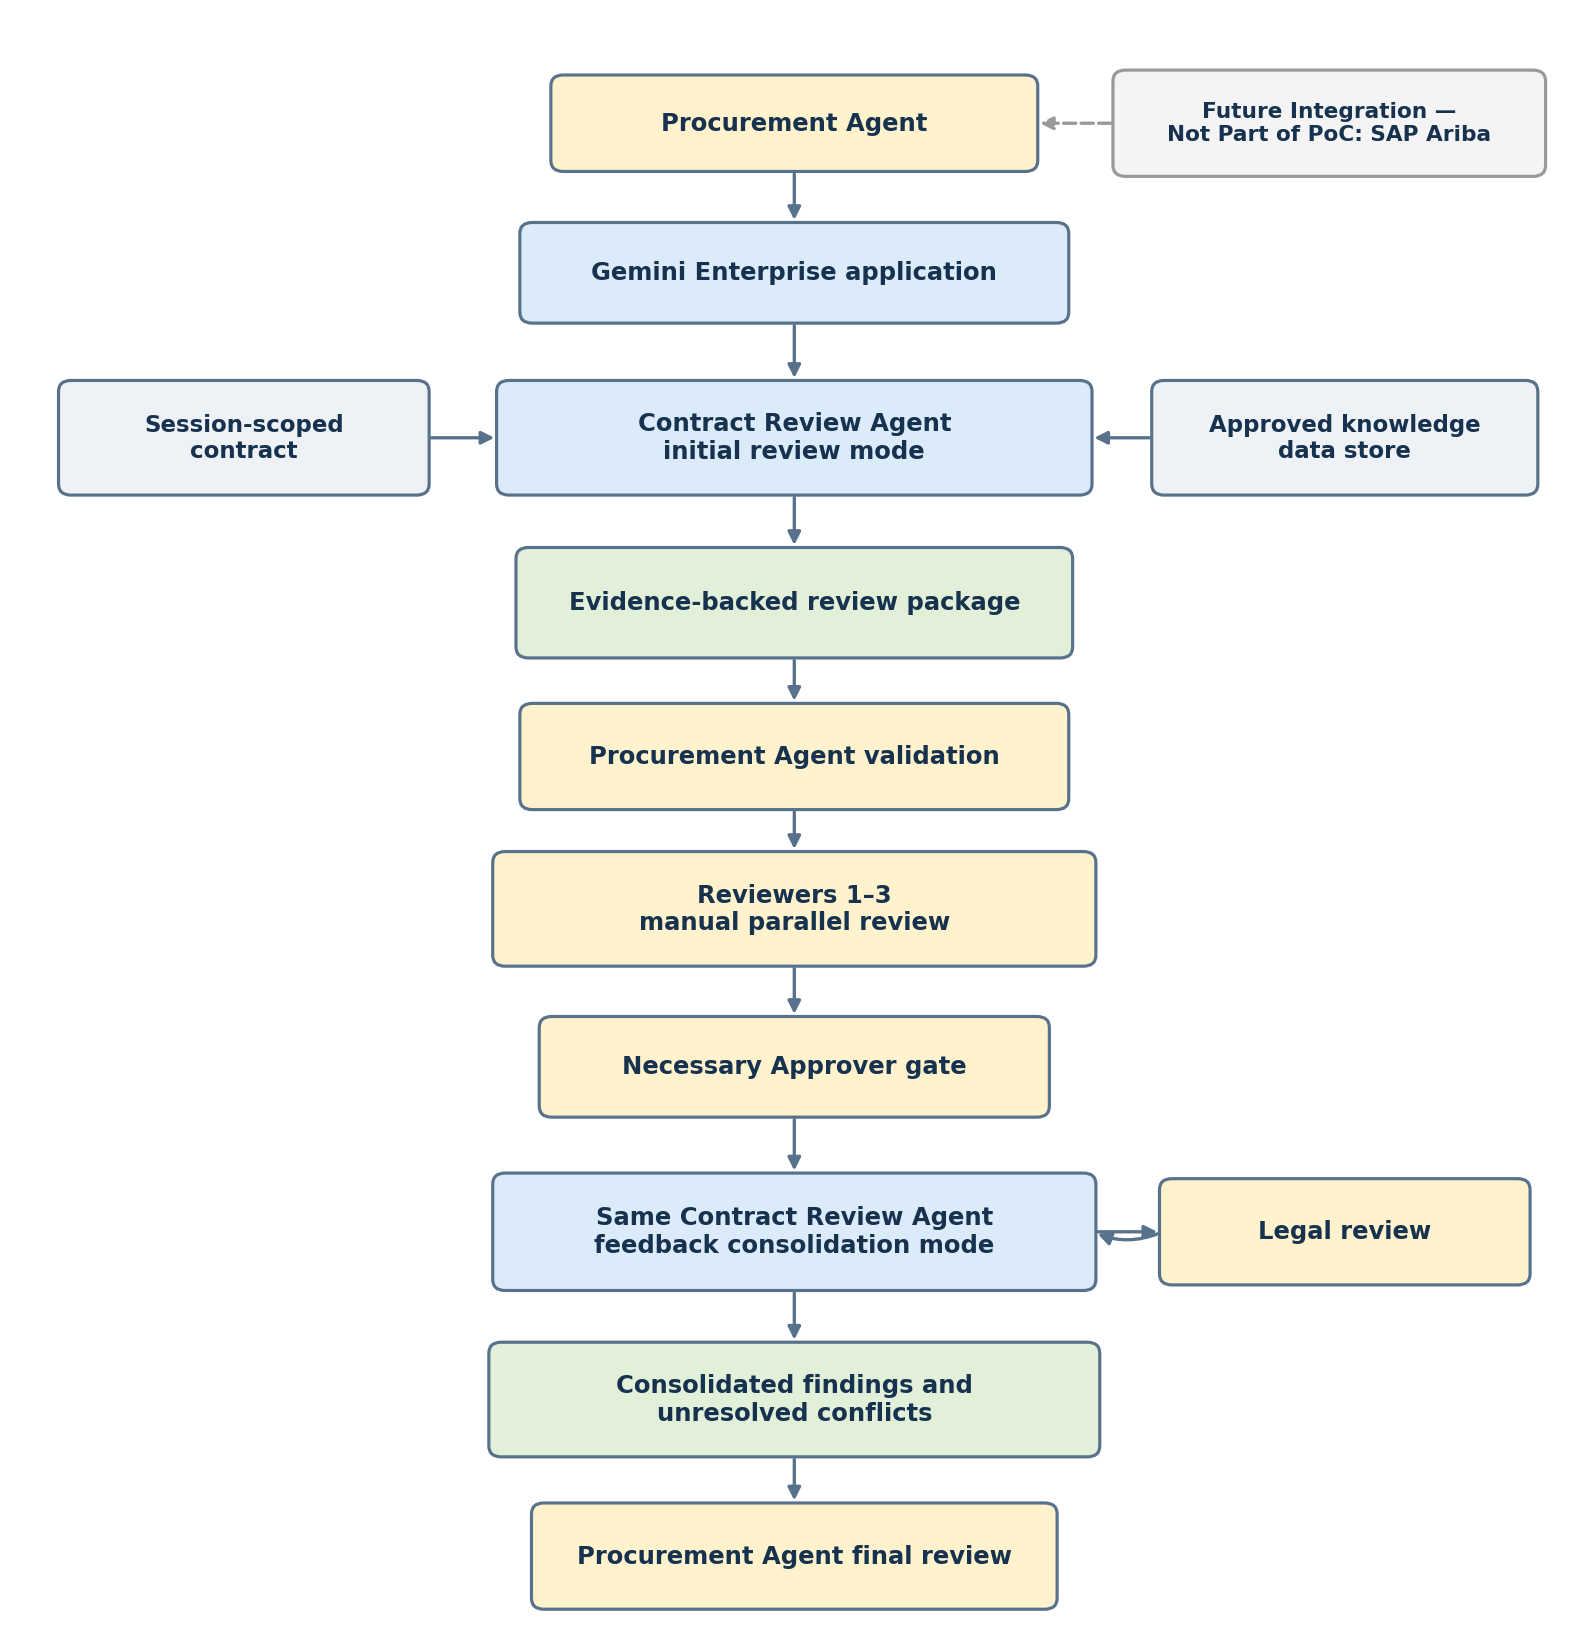 Procurement Agent
Future Integration —
Not Part of PoC: SAP Ariba
Gemini Enterprise application
Session-scoped
contract
Contract Review Agent
initial review mode
Approved knowledge
data store
Evidence-backed review package
Procurement Agent validation
Reviewers 1–3
manual parallel review
Necessary Approver gate
Same Contract Review Agent
feedback consolidation mode
Legal review
Consolidated findings and
unresolved conflicts
Procurement Agent final review